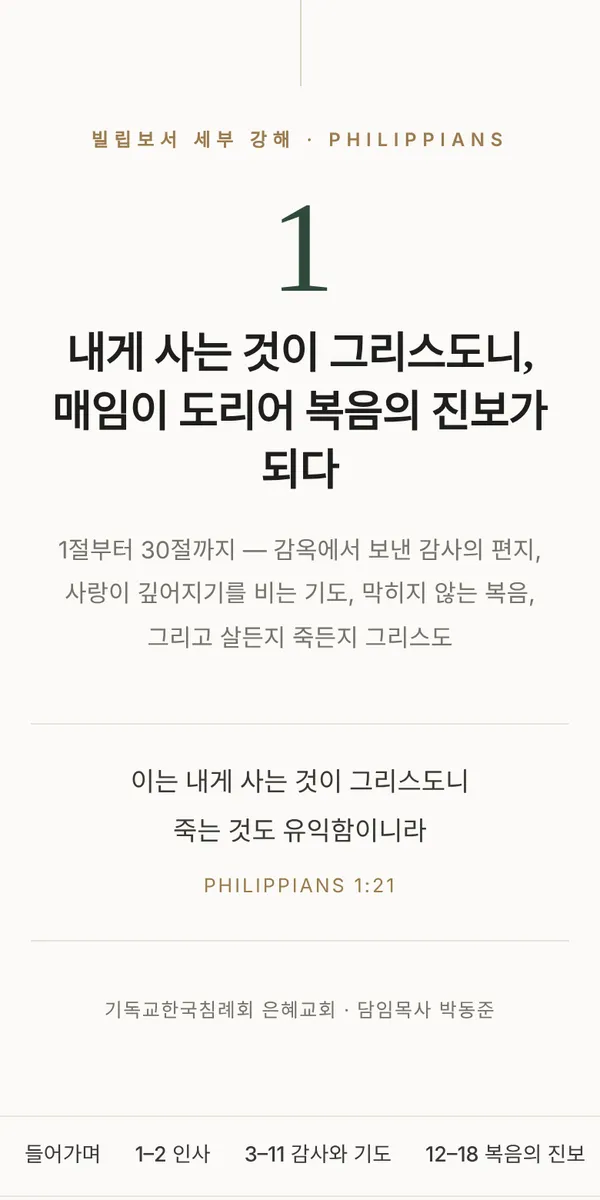 빌립보서 세부 강해 · PHILIPPIANS
1
내게 사는 것이 그리스도니,
매임이 도리어 복음의 진보가
되다
1절부터 30절까지 — 감옥에서 보낸 감사의 편지,
사랑이 깊어지기를 비는 기도, 막히지 않는 복음,
그리고 살든지 죽든지 그리스도
이는 내게 사는 것이 그리스도니
죽는 것도 유익함이니라
PHILIPPIANS 1:21
기독교한국침례회 은혜교회 · 담임목사 박동준
들어가며 1–2 인사 3–11 감사와 기도 12–18 복음의 진보